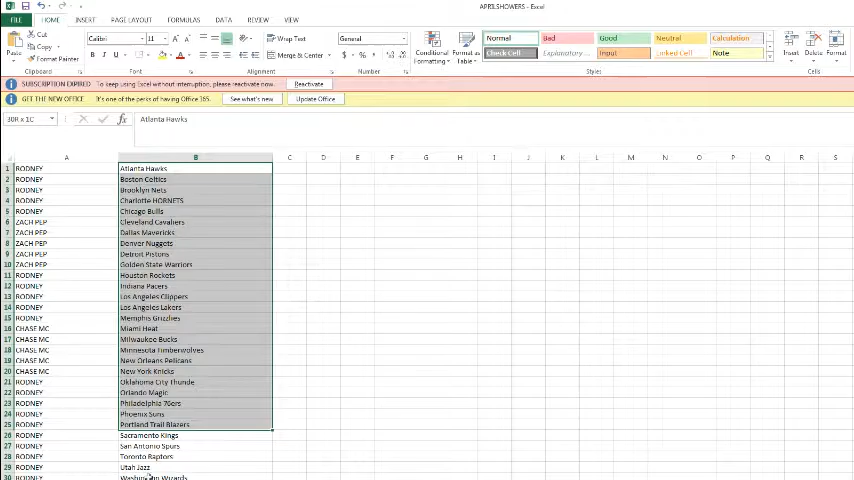 APRILSHOWERS - Excel
FILE HOME INSERT PAGE LAYOUT FORMULAS DATA REVIEW VIEW
Cut
Copy
Format Painter
Paste
Calibri 11
B I U
Wrap Text
Merge & Center
General
$ % ,
Conditional Formatting
Format as Table
Normal Bad Good Neutral Calculation
Check Cell Explanatory ... Input Linked Cell Note
Insert Delete Format
Clipboard Font Alignment Number Styles Cells
SUBSCRIPTION EXPIRED To keep using Excel without interruption, please reactivate now. Reactivate
GET THE NEW OFFICE It's one of the perks of having Office 365. See what's new Update Office
30R x 1C fx Atlanta Hawks
A B C D E F G H I J K L M N O P Q R S
1 RODNEY Atlanta Hawks
2 RODNEY Boston Celtics
3 RODNEY Brooklyn Nets
4 RODNEY Charlotte HORNETS
5 RODNEY Chicago Bulls
6 ZACH PEP Cleveland Cavaliers
7 ZACH PEP Dallas Mavericks
8 ZACH PEP Denver Nuggets
9 ZACH PEP Detroit Pistons
10 ZACH PEP Golden State Warriors
11 RODNEY Houston Rockets
12 RODNEY Indiana Pacers
13 RODNEY Los Angeles Clippers
14 RODNEY Los Angeles Lakers
15 RODNEY Memphis Grizzlies
16 CHASE MC Miami Heat
17 CHASE MC Milwaukee Bucks
18 CHASE MC Minnesota Timberwolves
19 CHASE MC New Orleans Pelicans
20 CHASE MC New York Knicks
21 RODNEY Oklahoma City Thunde
22 RODNEY Orlando Magic
23 RODNEY Philadelphia 76ers
24 RODNEY Phoenix Suns
25 RODNEY Portland Trail Blazers
26 RODNEY Sacramento Kings
27 RODNEY San Antonio Spurs
28 RODNEY Toronto Raptors
29 RODNEY Utah Jazz
30 RODNEY Washington Wizards